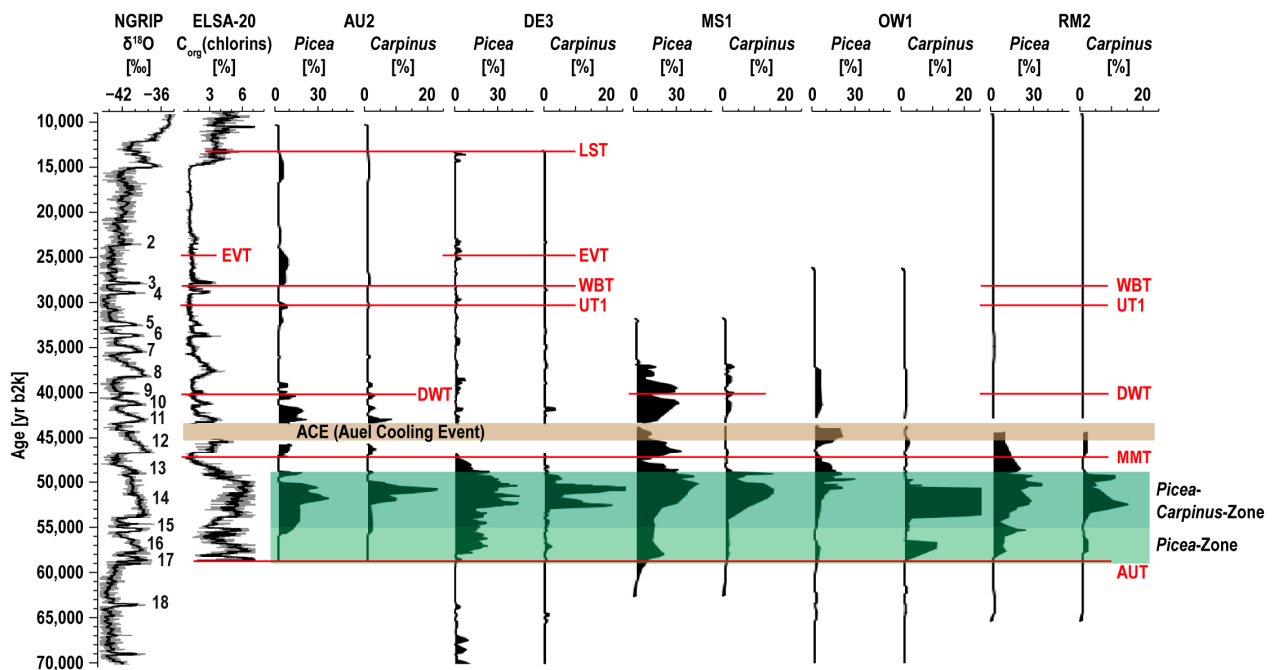 NGRIP ELSA-20 AU2 DE3 MS1 OW1 RM2
δ¹⁸O Corg(chlorins) Picea Carpinus Picea Carpinus Picea Carpinus Picea Carpinus Picea Carpinus
[‰] [%] [%] [%] [%] [%] [%] [%] [%] [%] [%] [%]
−42 −36 3 6 0 30 0 20 0 30 0 20 0 30 0 20 0 30 0 20 0 30 0 20
Age [yr b2k]
10,000
LST
15,000
20,000
2
25,000 EVT EVT
3 WBT WBT
4
30,000 UT1 UT1
5
6
35,000 7
8
9
40,000 DWT DWT
10
11
ACE (Auel Cooling Event)
45,000 12
MMT
13
50,000
14 Picea-
Carpinus-Zone
55,000 15
16 Picea-Zone
17
60,000 AUT
18
65,000
70,000